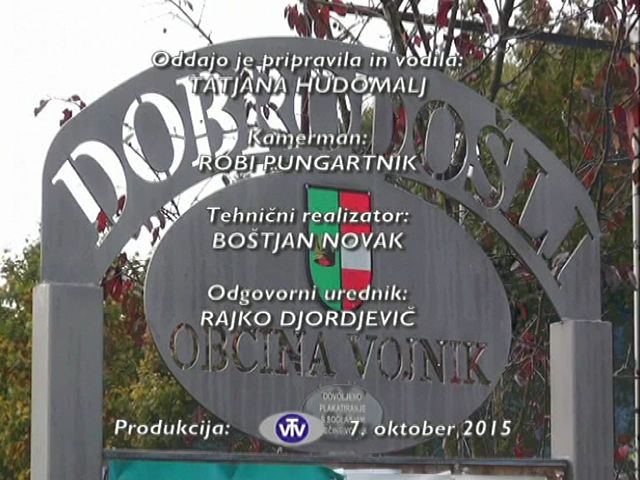 Oddajo je pripravila in vodila:
TATJANA HUDOMALJ
DOBRODOŠLI
Kamerman:
ROBI PUNGARTNIK
Tehnični realizator:
BOŠTJAN NOVAK
Odgovorni urednik:
RAJKO DJORDJEVIČ
OBČINA VOJNIK
DOVOLJENO
PLAKATIRANJE
S SOGLASJEM
Produkcija: VTV 7. oktober 2015